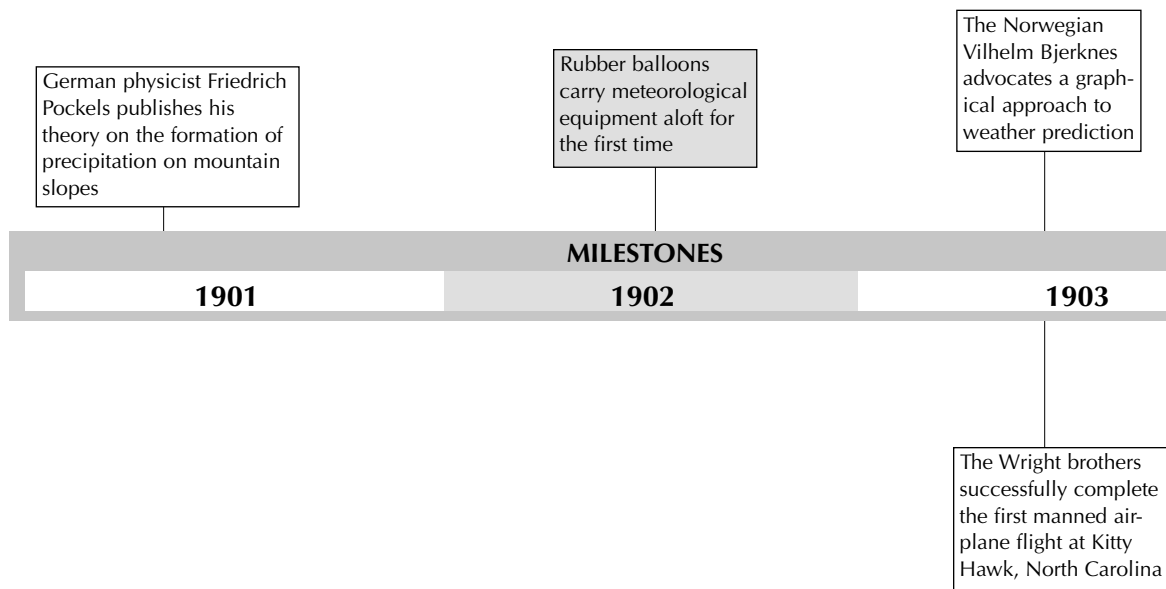 German physicist Friedrich
Pockels publishes his
theory on the formation of
precipitation on mountain
slopes
Rubber balloons
carry meteorological
equipment aloft for
the first time
The Norwegian
Vilhelm Bjerknes
advocates a graph-
ical approach to
weather prediction
MILESTONES
1901
1902
1903
The Wright brothers
successfully complete
the first manned air-
plane flight at Kitty
Hawk, North Carolina